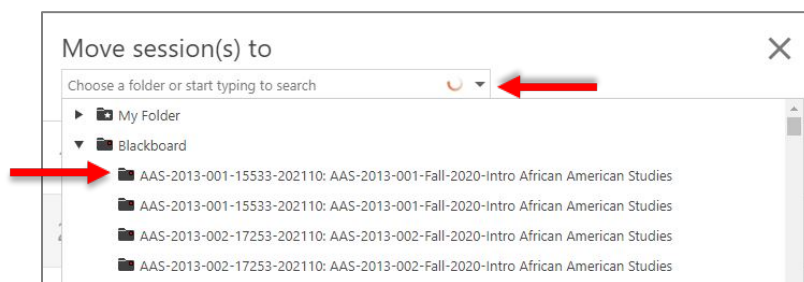 Move session(s) to
Choose a folder or start typing to search
My Folder
Blackboard
AAS-2013-001-15533-202110: AAS-2013-001-Fall-2020-Intro African American Studies
AAS-2013-001-15533-202110: AAS-2013-001-Fall-2020-Intro African American Studies
AAS-2013-002-17253-202110: AAS-2013-002-Fall-2020-Intro African American Studies
AAS-2013-002-17253-202110: AAS-2013-002-Fall-2020-Intro African American Studies